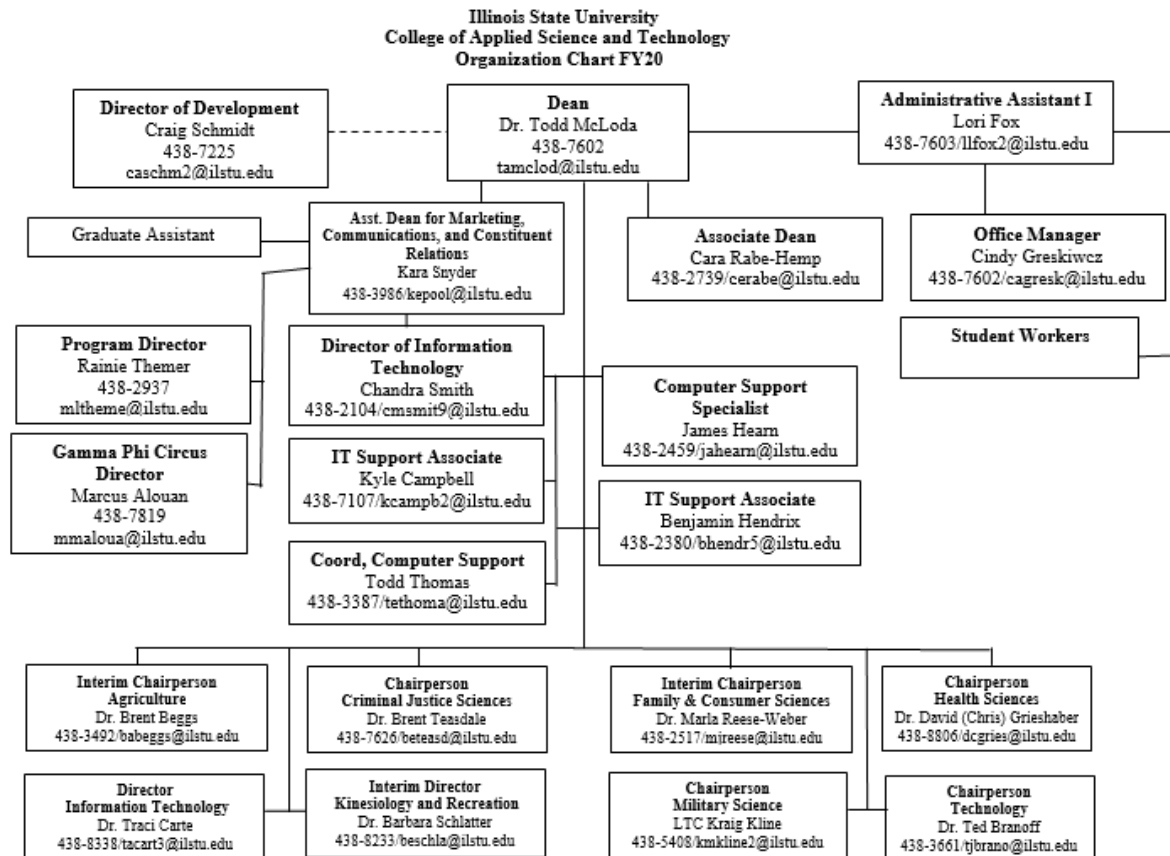 Illinois State University
College of Applied Science and Technology
Organization Chart FY20
Director of Development
Craig Schmidt
438-7225
caschm2@ilstu.edu
Dean
Dr. Todd McLoda
438-7602
tamclod@ilstu.edu
Administrative Assistant I
Lori Fox
438-7603/llfox2@ilstu.edu
Graduate Assistant
Asst. Dean for Marketing,
Communications, and Constituent
Relations
Kara Snyder
438-3986/kepool@ilstu.edu
Associate Dean
Cara Rabe-Hemp
438-2739/cerabe@ilstu.edu
Office Manager
Cindy Greskiwcz
438-7602/cagresk@ilstu.edu
Student Workers
Program Director
Rainie Themer
438-2937
mltheme@ilstu.edu
Director of Information
Technology
Chandra Smith
438-2104/cmsmit9@ilstu.edu
Computer Support
Specialist
James Hearn
438-2459/jahearn@ilstu.edu
Gamma Phi Circus
Director
Marcus Alouan
438-7819
mmaloua@ilstu.edu
IT Support Associate
Kyle Campbell
438-7107/kcampb2@ilstu.edu
IT Support Associate
Benjamin Hendrix
438-2380/bhendr5@ilstu.edu
Coord, Computer Support
Todd Thomas
438-3387/tethoma@ilstu.edu
Interim Chairperson
Agriculture
Dr. Brent Beggs
438-3492/babeggs@ilstu.edu
Chairperson
Criminal Justice Sciences
Dr. Brent Teasdale
438-7626/beteasd@ilstu.edu
Interim Chairperson
Family & Consumer Sciences
Dr. Marla Reese-Weber
438-2517/mjreese@ilstu.edu
Chairperson
Health Sciences
Dr. David (Chris) Grieshaber
438-8806/dcgries@ilstu.edu
Director
Information Technology
Dr. Traci Carte
438-8338/tacart3@ilstu.edu
Interim Director
Kinesiology and Recreation
Dr. Barbara Schlatter
438-8233/beschla@ilstu.edu
Chairperson
Military Science
LTC Kraig Kline
438-5408/kmkline2@ilstu.edu
Chairperson
Technology
Dr. Ted Branoff
438-3661/tjbrano@ilstu.edu